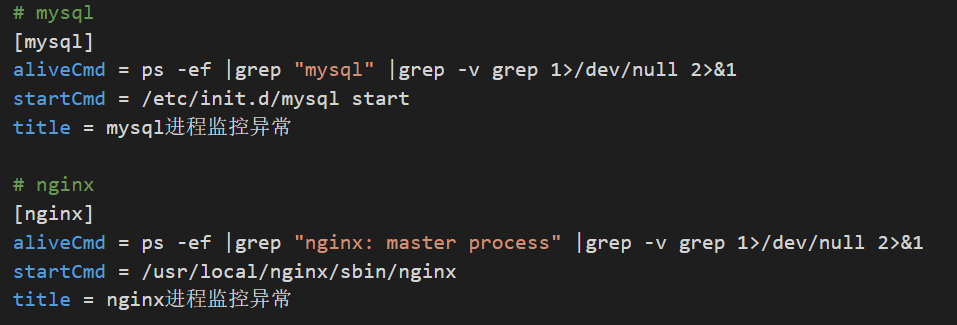 # mysql
[mysql]
aliveCmd = ps -ef |grep "mysql" |grep -v grep 1>/dev/null 2>&1
startCmd = /etc/init.d/mysql start
title = mysql进程监控异常
# nginx
[nginx]
aliveCmd = ps -ef |grep "nginx: master process" |grep -v grep 1>/dev/null 2>&1
startCmd = /usr/local/nginx/sbin/nginx
title = nginx进程监控异常